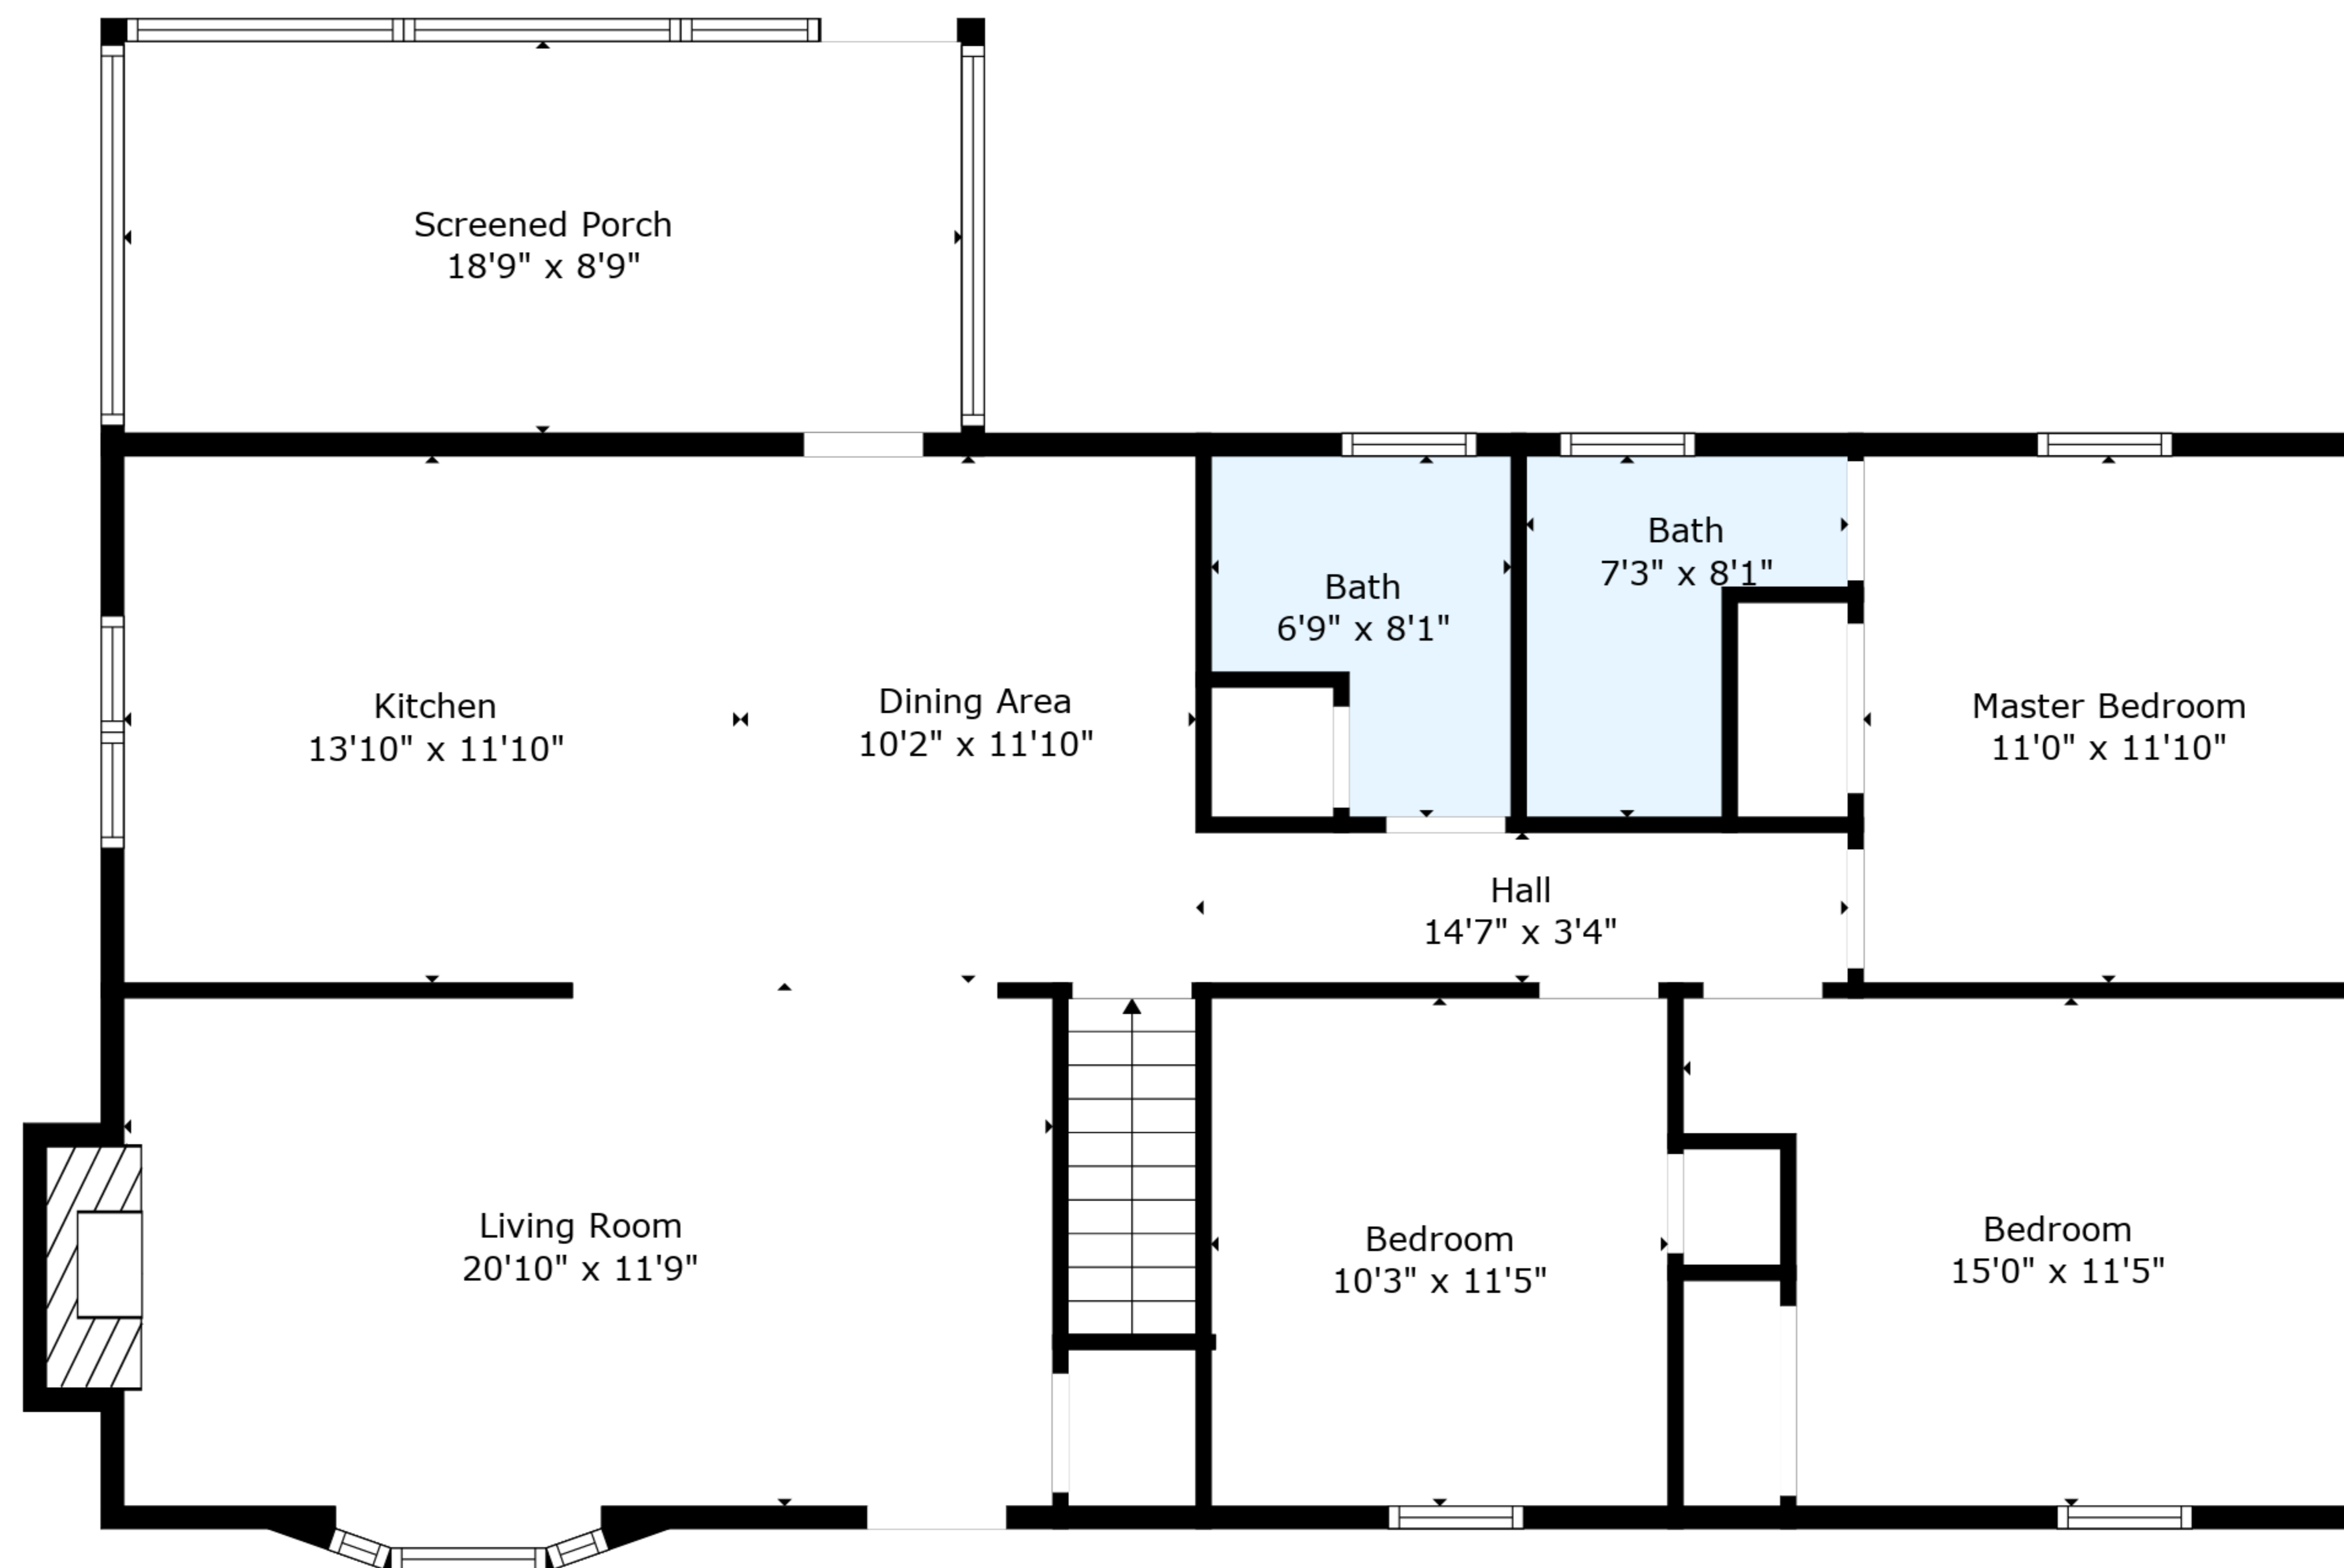 Screened Porch
18'9" x 8'9"
Bath
7'3" x 8'1"
Bath
6'9" x 8'1"
Kitchen
13'10" x 11'10"
Dining Area
10'2" x 11'10"
Master Bedroom
11'0" x 11'10"
Hall
14'7" x 3'4"
Living Room
20'10" x 11'9"
Bedroom
10'3" x 11'5"
Bedroom
15'0" x 11'5"